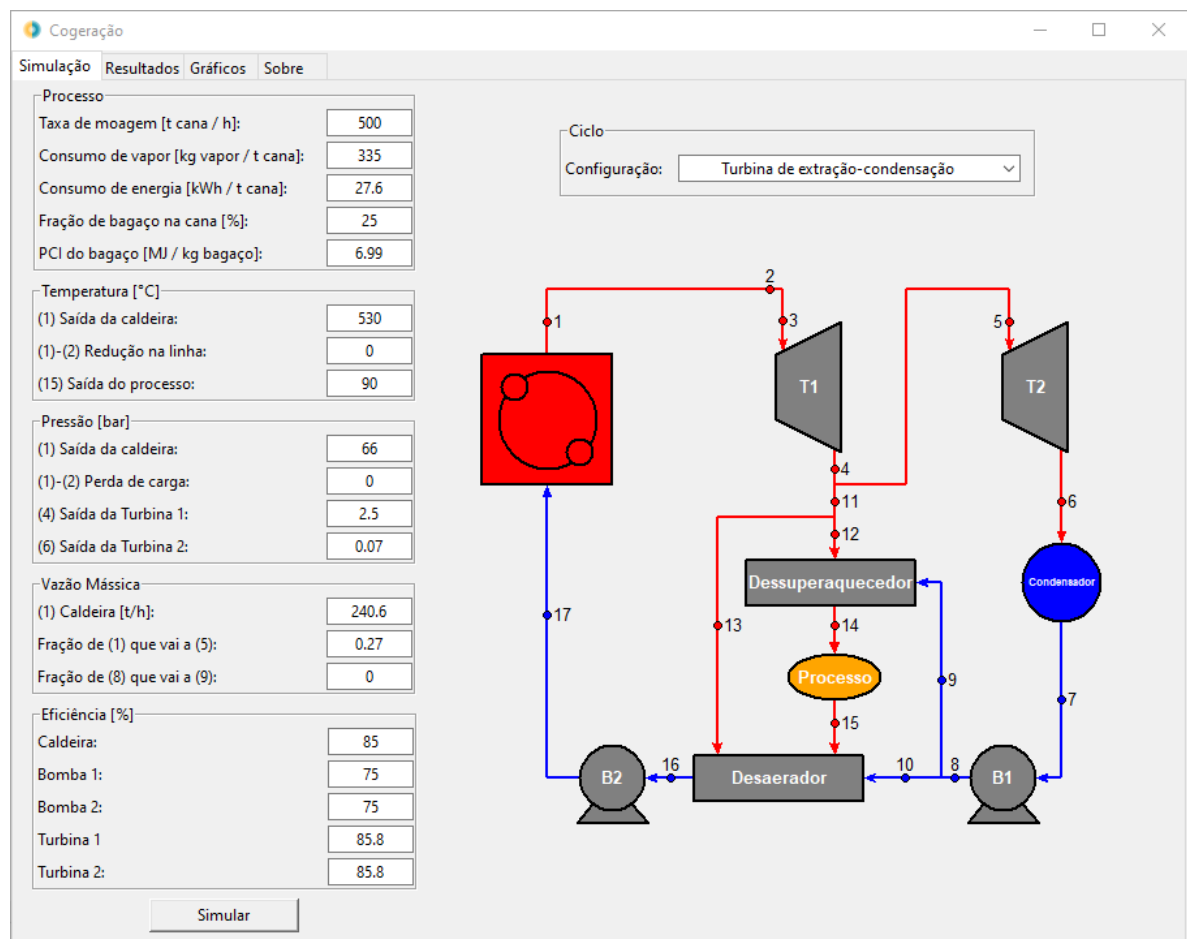 Cogeração
Simulação Resultados Gráficos Sobre
Processo
Taxa de moagem [t cana / h]: 500
Consumo de vapor [kg vapor / t cana]: 335
Consumo de energia [kWh / t cana]: 27.6
Fração de bagaço na cana [%]: 25
PCI do bagaço [MJ / kg bagaço]: 6.99
Temperatura [°C]
(1) Saída da caldeira: 530
(1)-(2) Redução na linha: 0
(15) Saída do processo: 90
Pressão [bar]
(1) Saída da caldeira: 66
(1)-(2) Perda de carga: 0
(4) Saída da Turbina 1: 2.5
(6) Saída da Turbina 2: 0.07
Vazão Mássica
(1) Caldeira [t/h]: 240.6
Fração de (1) que vai a (5): 0.27
Fração de (8) que vai a (9): 0
Eficiência [%]
Caldeira: 85
Bomba 1: 75
Bomba 2: 75
Turbina 1 85.8
Turbina 2: 85.8
Simular
Ciclo
Configuração: Turbina de extração-condensação
2
1
3
5
T1
T2
4
11
6
12
Dessuperaquecedor
Condensador
17
13
14
Processo
9
7
15
16
10
8
B2
Desaerador
B1